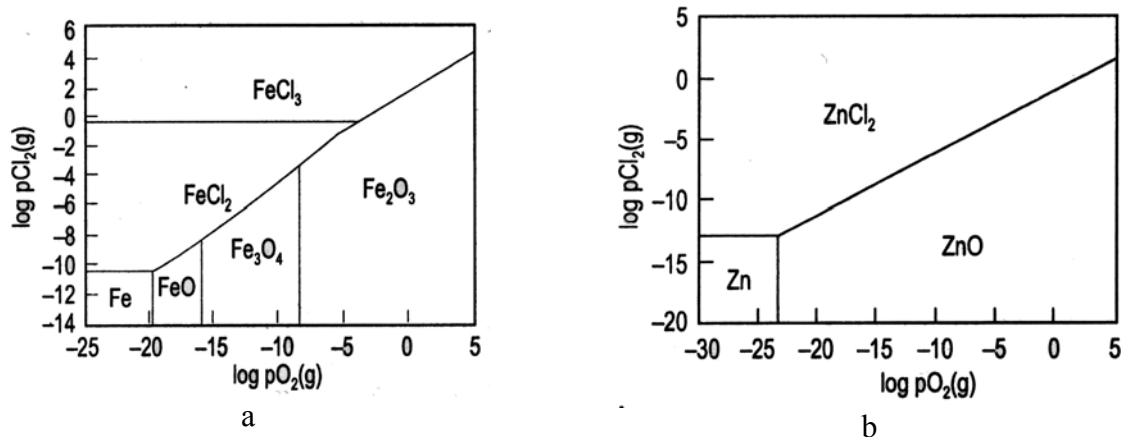 log pCl₂(g)
6
4
2
0
−2
−4
−6
−8
−10
−12
−14
FeCl₃
FeCl₂
Fe₂O₃
Fe₃O₄
FeO
Fe
−25 −20 −15 −10 −5 0 5
log pO₂(g)
a
log pCl₂(g)
5
0
−5
−10
−15
−20
ZnCl₂
ZnO
Zn
−30 −25 −20 −15 −10 −5 0 5
log pO₂(g)
b